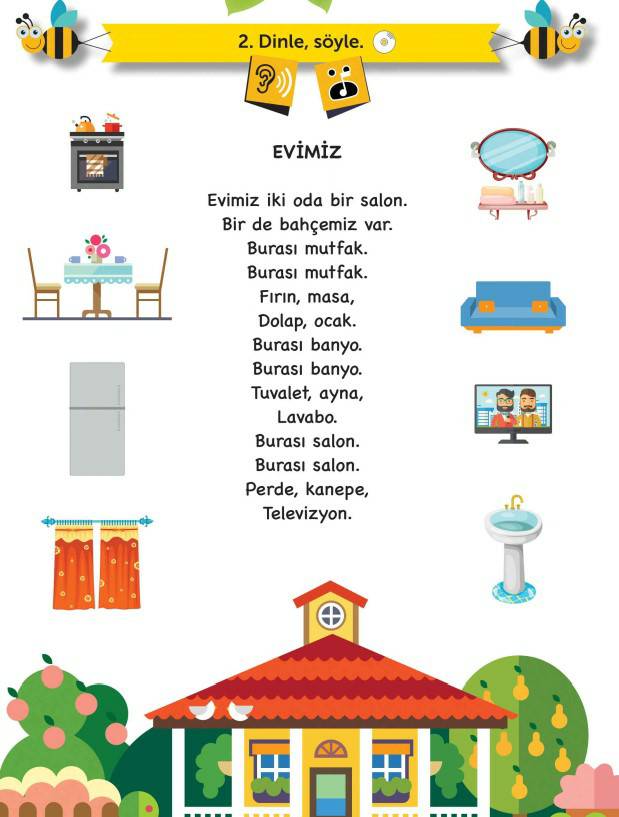 2. Dinle, söyle.
EVİMİZ
Evimiz iki oda bir salon.
Bir de bahçemiz var.
Burası mutfak.
Burası mutfak.
Fırın, masa,
Dolap, ocak.
Burası banyo.
Burası banyo.
Tuvalet, ayna,
Lavabo.
Burası salon.
Burası salon.
Perde, kanepe,
Televizyon.